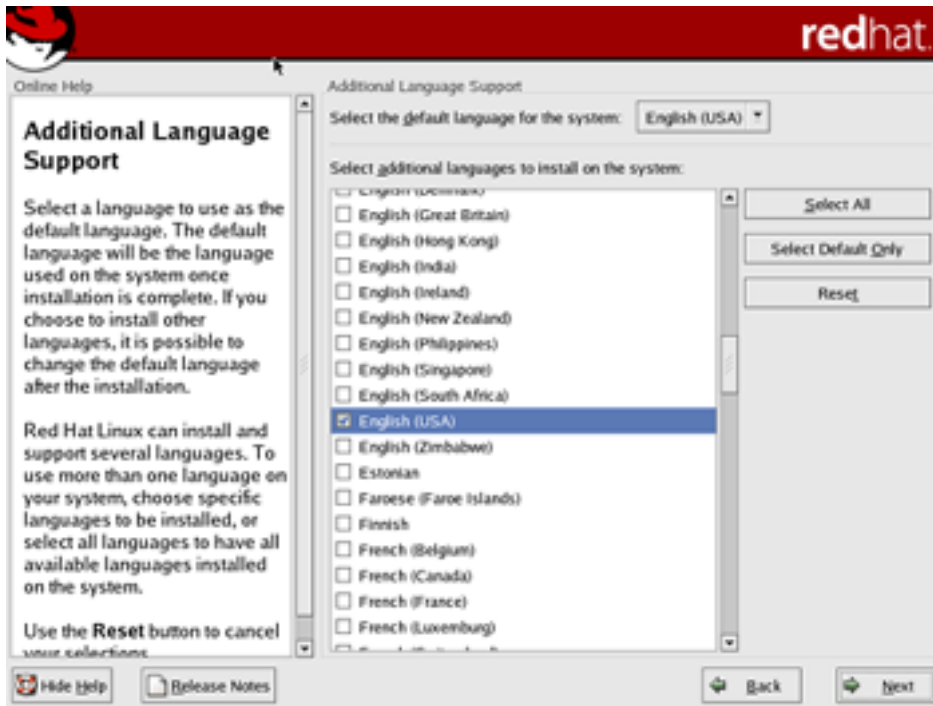 redhat.
Online Help
Additional Language
Support
Select a language to use as the
default language. The default
language will be the language
used on the system once
installation is complete. If you
choose to install other
languages, it is possible to
change the default language
after the installation.
Red Hat Linux can install and
support several languages. To
use more than one language on
your system, choose specific
languages to be installed, or
select all languages to have all
available languages installed
on the system.
Use the Reset button to cancel
your selections
Additional Language Support
Select the default language for the system: English (USA)
Select additional languages to install on the system:
English (Denmark)
English (Great Britain)
English (Hong Kong)
English (India)
English (Ireland)
English (New Zealand)
English (Philippines)
English (Singapore)
English (South Africa)
English (USA)
English (Zimbabwe)
Estonian
Faroese (Faroe Islands)
Finnish
French (Belgium)
French (Canada)
French (France)
French (Luxemburg)
Select All
Select Default Only
Reset
Hide Help
Release Notes
Back
Next